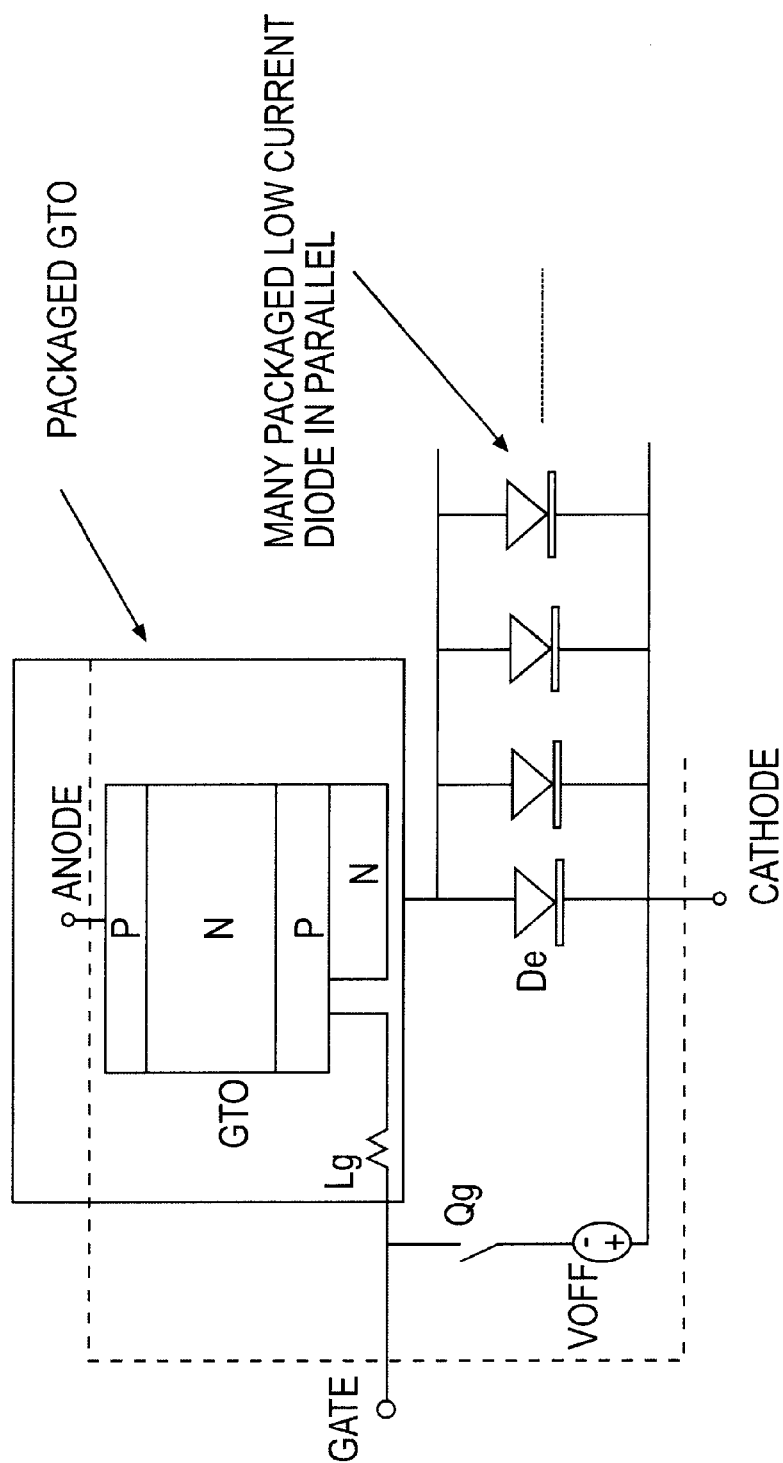 PACKAGED GTO
MANY PACKAGED LOW CURRENT
DIODE IN PARALLEL
ANODE
P
N
P
N
GTO
Lg
GATE
Qg
VOFF
-
+
De
CATHODE